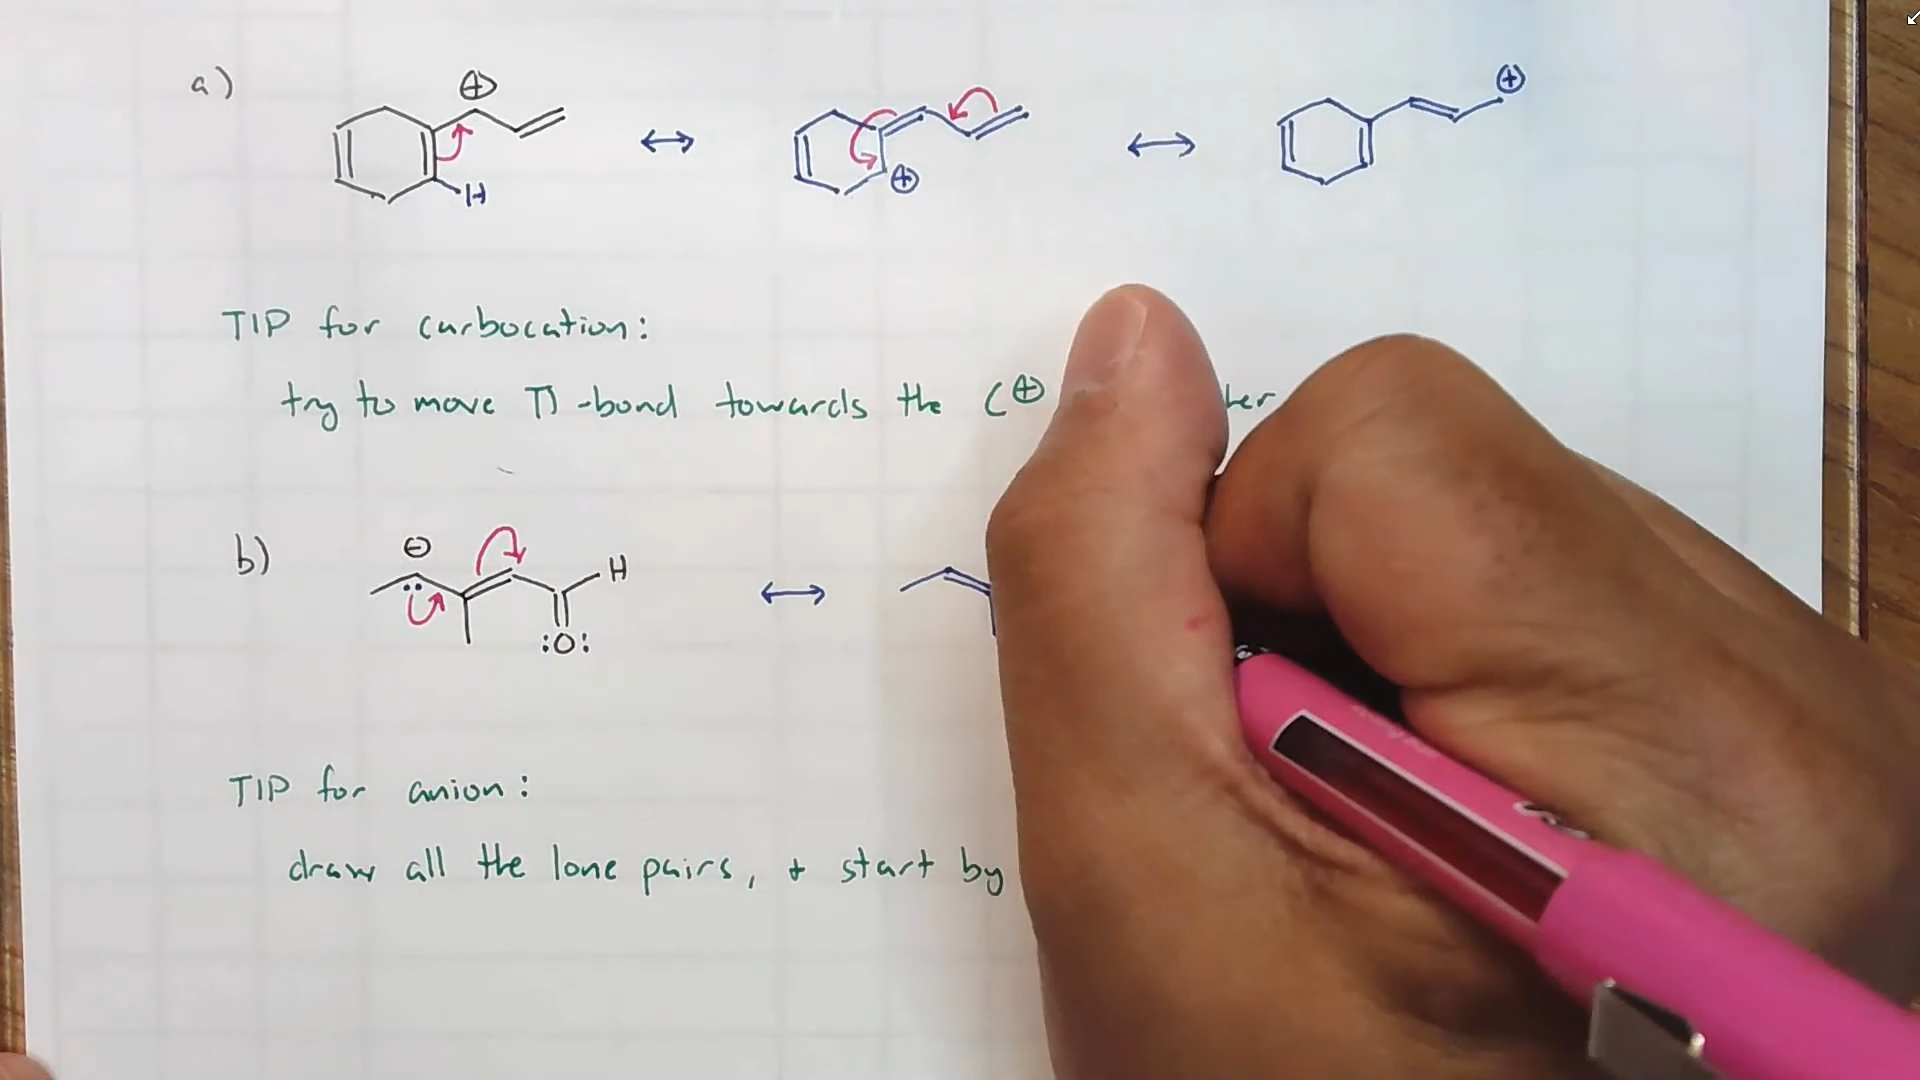 a)
⊕
H
⊕
⊕
TIP for carbocation:
try to move π-bond towards the C⊕
b)
⊖
H
:O:
TIP for anion:
draw all the lone pairs, + start by